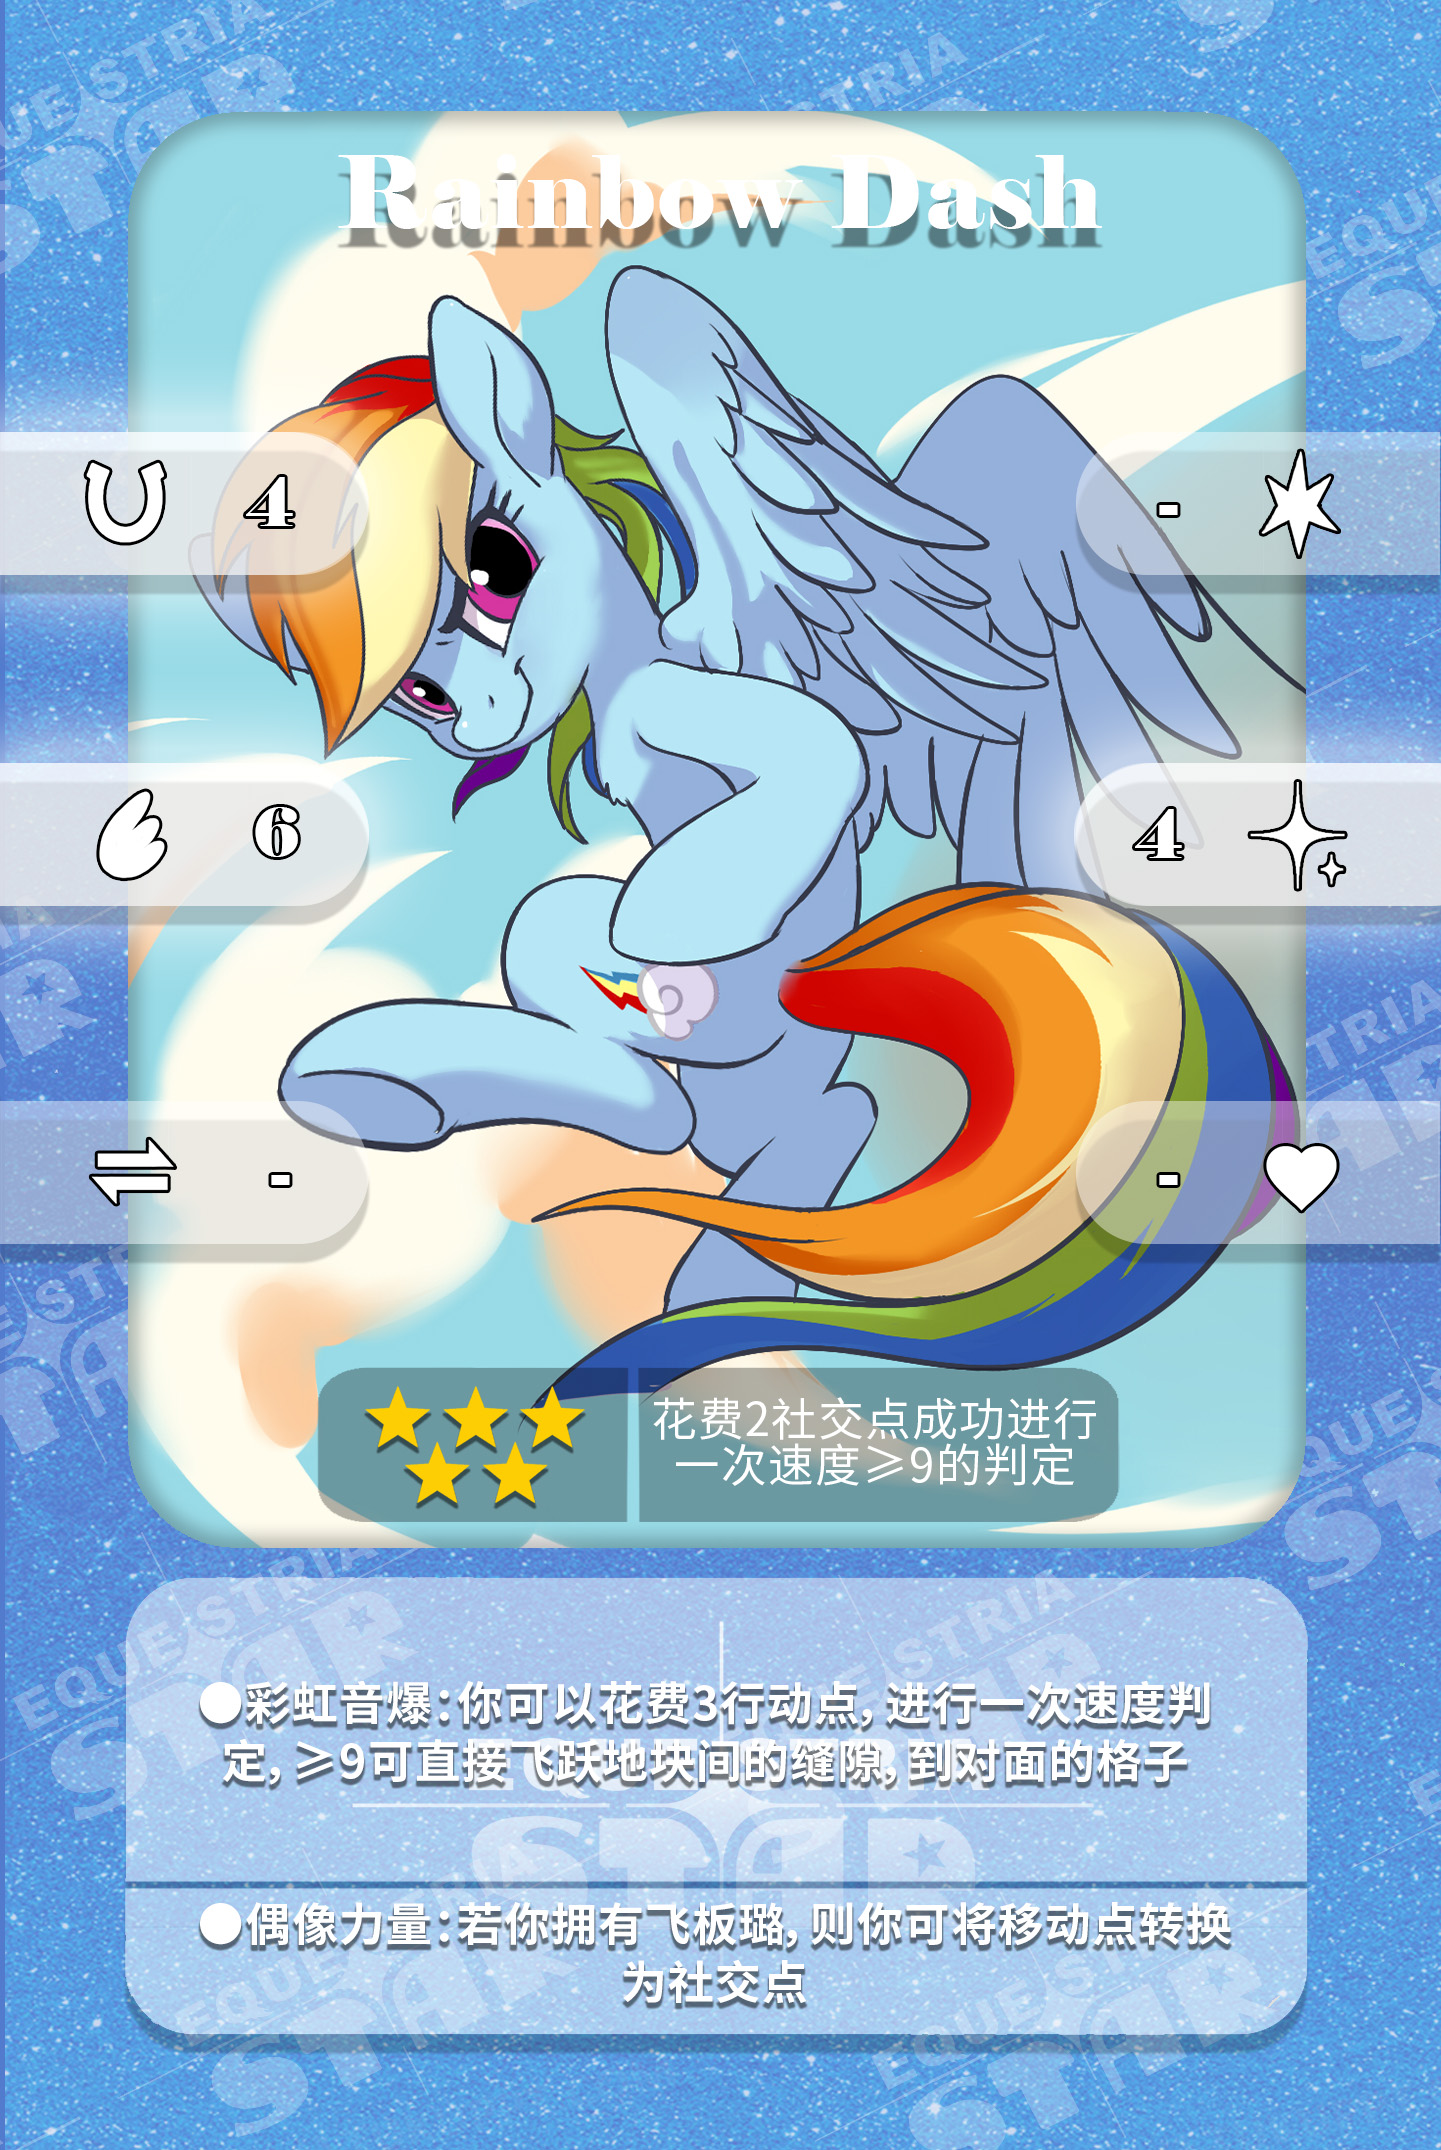 Rainbow Dash
4
-
6
4
-
-
花费2社交点成功进行
一次速度≥9的判定
●彩虹音爆:你可以花费3行动点,进行一次速度判
定,≥9可直接飞跃地块间的缝隙,到对面的格子
●偶像力量:若你拥有飞板璐,则你可将移动点转换
为社交点
EQUESTRIA
STAR